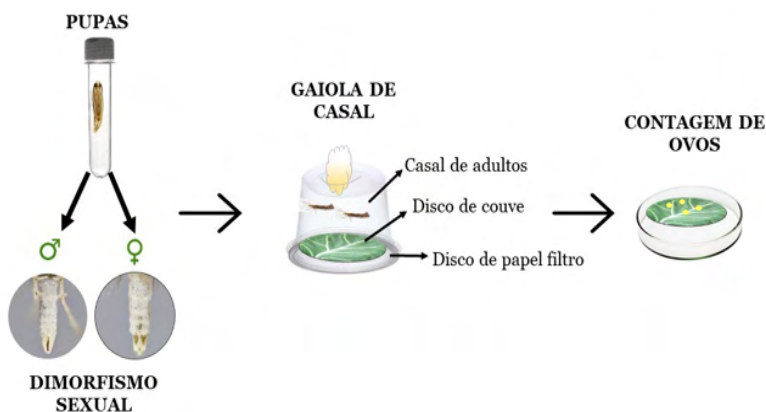 PUPAS
♂
♀
DIMORFISMO
SEXUAL
GAIOLA DE
CASAL
Casal de adultos
Disco de couve
Disco de papel filtro
CONTAGEM DE
OVOS